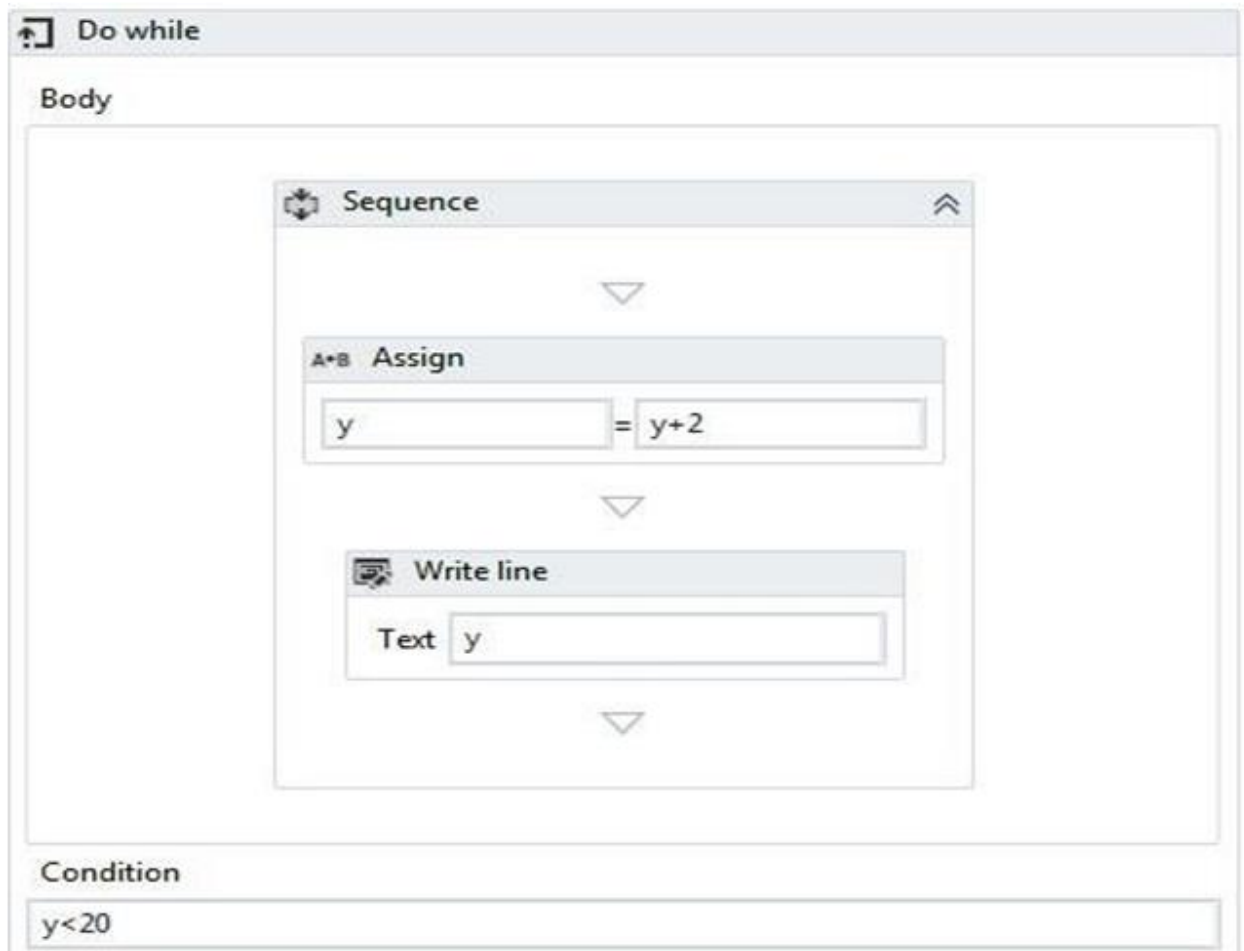 Do while
Body
Sequence
A+B Assign
y = y+2
Write line
Text y
Condition
y<20